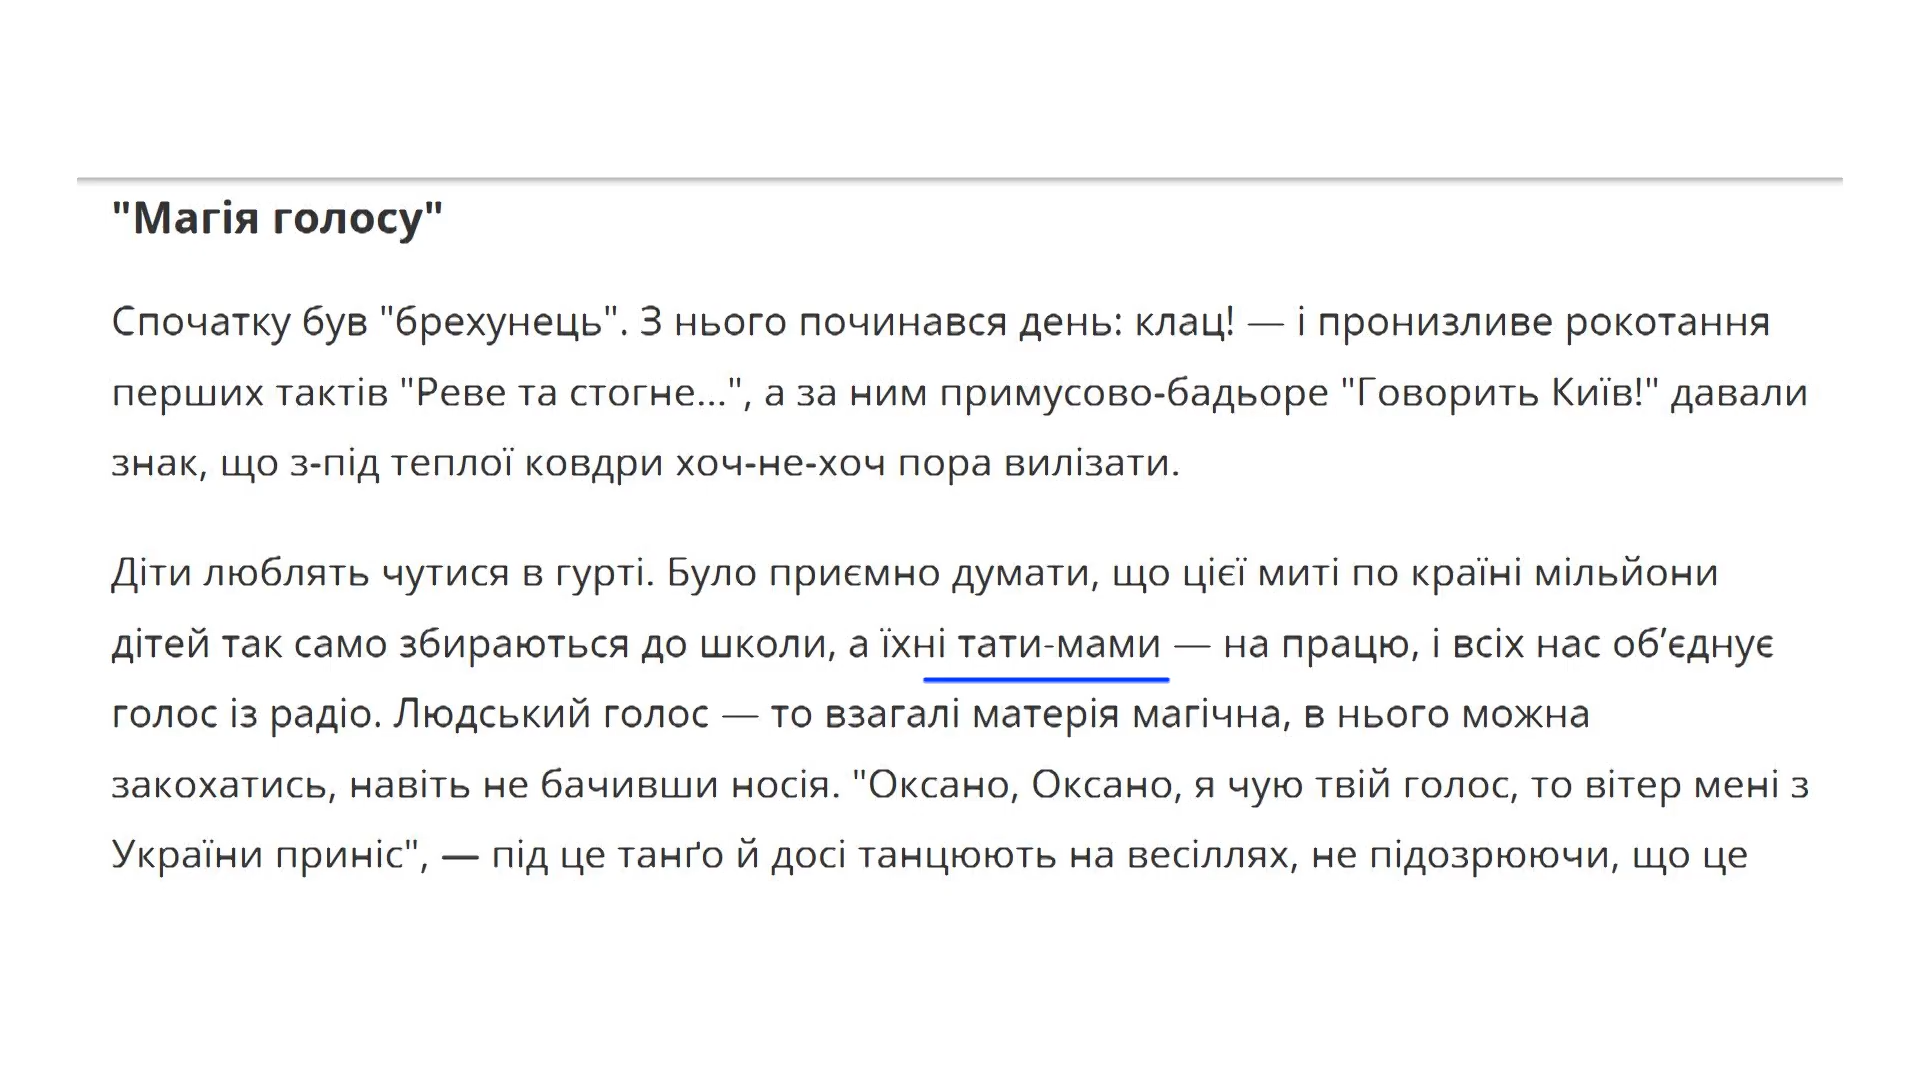 "Магія голосу"
Спочатку був "брехунець". З нього починався день: клац! — і пронизливе рокотання
перших тактів "Реве та стогне...", а за ним примусово-бадьоре "Говорить Київ!" давали
знак, що з-під теплої ковдри хоч-не-хоч пора вилізати.
Діти люблять чутися в гурті. Було приємно думати, що цієї миті по країні мільйони
дітей так само збираються до школи, а їхні тати-мами — на працю, і всіх нас об’єднує
голос із радіо. Людський голос — то взагалі матерія магічна, в нього можна
закохатись, навіть не бачивши носія. "Оксано, Оксано, я чую твій голос, то вітер мені з
України приніс", — під це танґо й досі танцюють на весіллях, не підозрюючи, що це